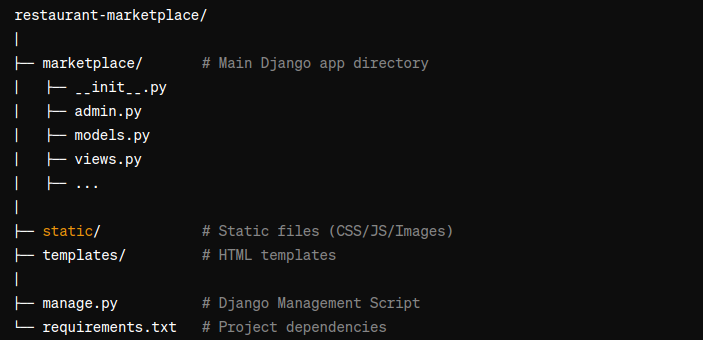 restaurant-marketplace/
│
├── marketplace/       # Main Django app directory
│   ├── __init__.py
│   ├── admin.py
│   ├── models.py
│   ├── views.py
│   ├── ...
│
├── static/            # Static files (CSS/JS/Images)
├── templates/         # HTML templates
│
├── manage.py          # Django Management Script
└── requirements.txt   # Project dependencies